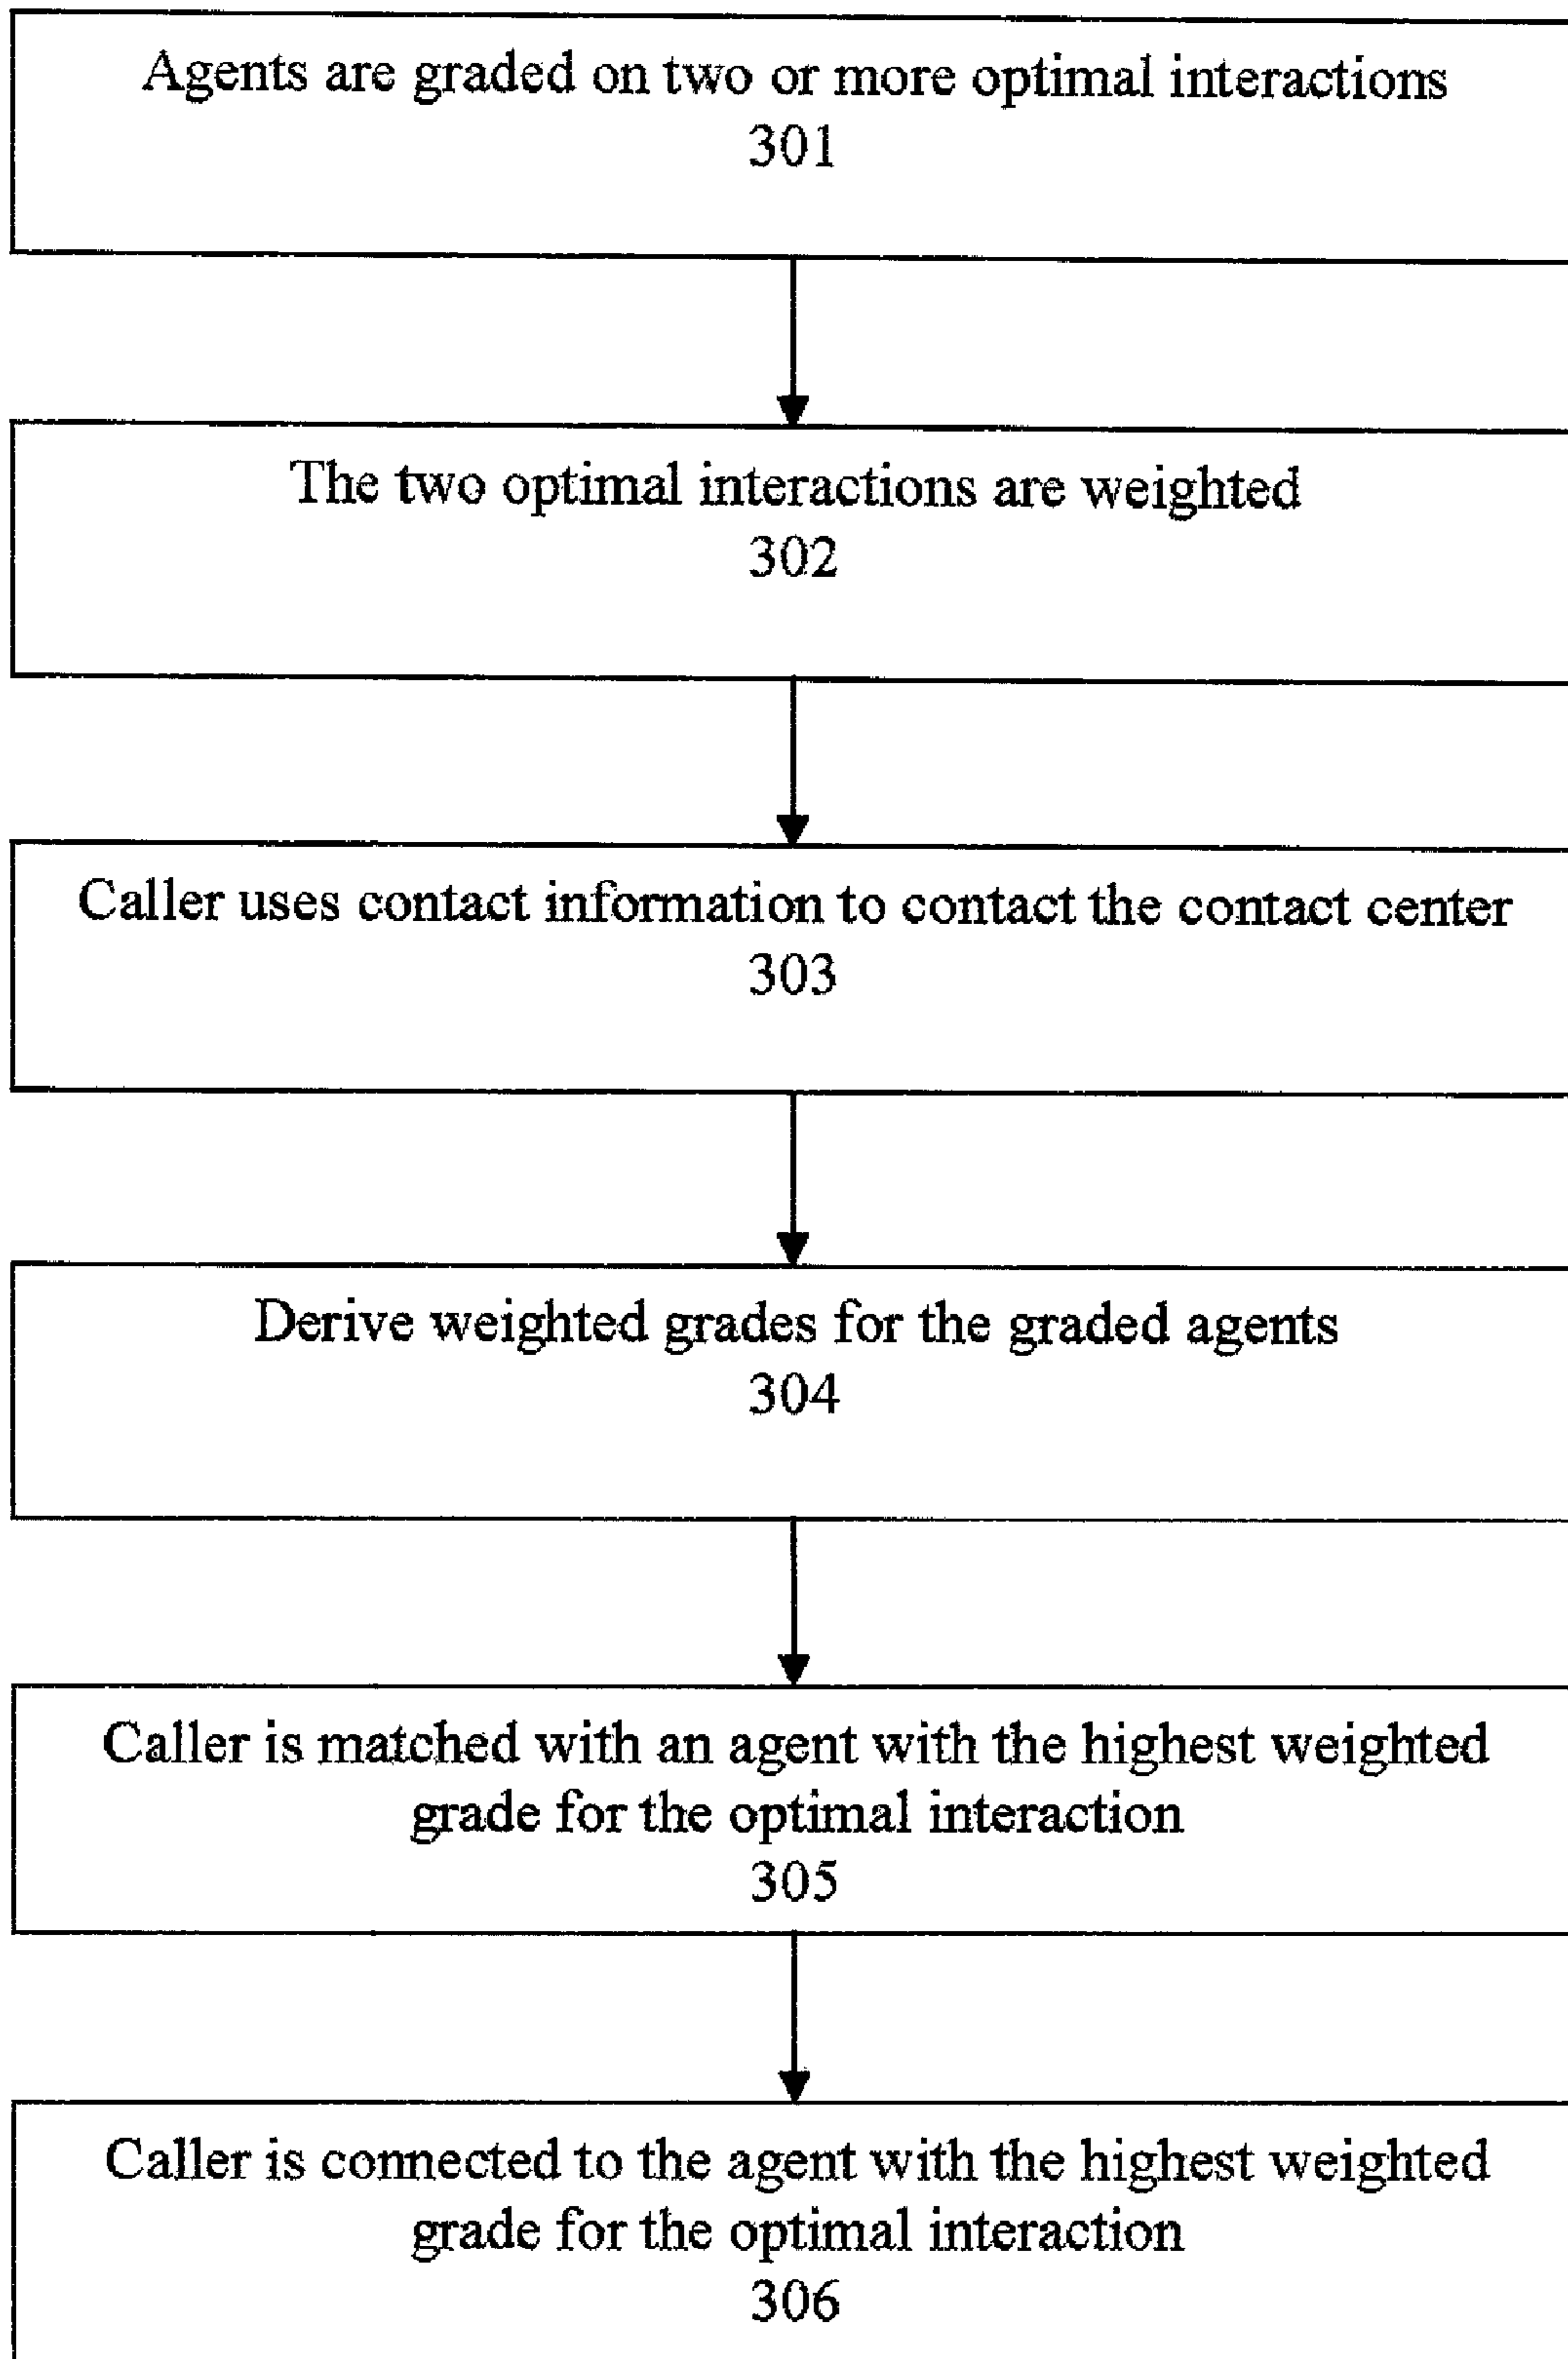 Agents are graded on two or more optimal interactions
301
The two optimal interactions are weighted
302
Caller uses contact information to contact the contact center
303
Derive weighted grades for the graded agents
304
Caller is matched with an agent with the highest weighted
grade for the optimal interaction
305
Caller is connected to the agent with the highest weighted
grade for the optimal interaction
306